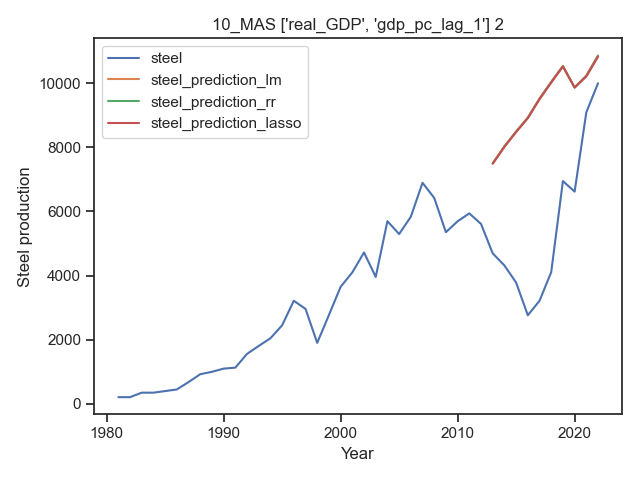 10_MAS ['real_GDP', 'gdp_pc_lag_1'] 2
steel
steel_prediction_lm
steel_prediction_rr
steel_prediction_lasso
Steel production
10000
8000
6000
4000
2000
0
1980
1990
2000
2010
2020
Year